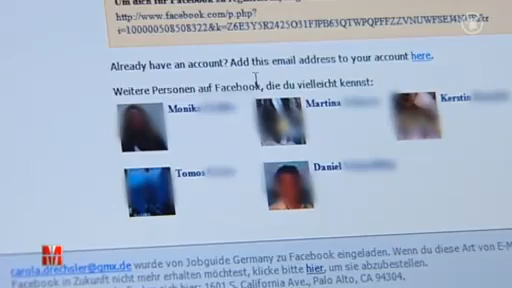 http://www.facebook.com/p.php?
Already have an account? Add this email address to your account here.
Weitere Personen auf Facebook, die du vielleicht kennst:
Monika
Martina
Kerstin
Tomos
Daniel
carola.drechsler@gmx.de wurde von Jobguide Germany zu Facebook eingeladen. Wenn du diese Art von E-M
Facebook in Zukunft nicht mehr erhalten möchtest, klicke bitte hier, um sie abzubestellen.
1601 S. California Ave., Palo Alto, CA 94304.